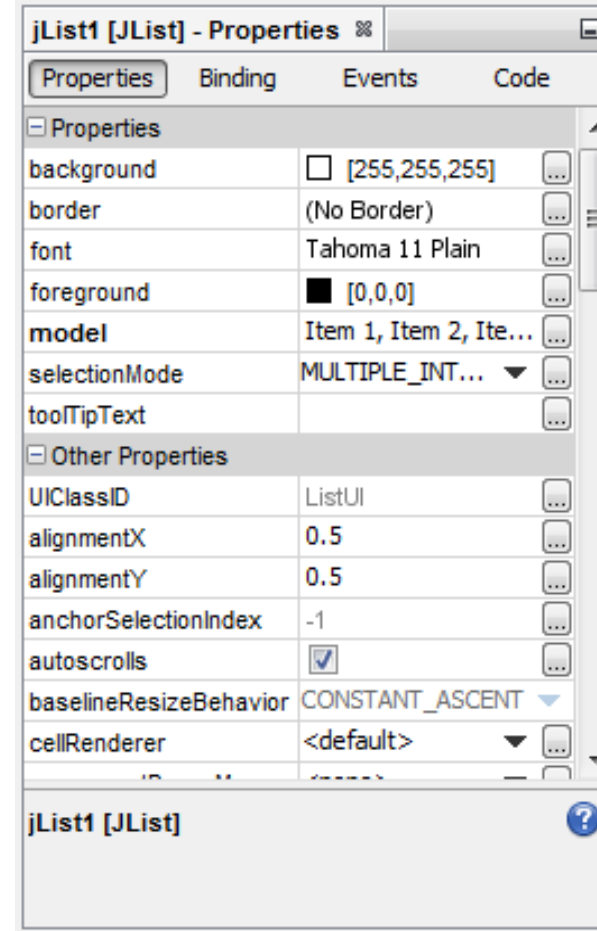 jList1 [JList] - Properties
Properties Binding Events Code
Properties
background [255,255,255] ...
border (No Border) ...
font Tahoma 11 Plain ...
foreground [0,0,0] ...
model Item 1, Item 2, Ite... ...
selectionMode MULTIPLE_INT... ...
toolTipText ...
Other Properties
UIClassID ListUI ...
alignmentX 0.5 ...
alignmentY 0.5 ...
anchorSelectionIndex -1 ...
autoscrolls ...
baselineResizeBehavior CONSTANT_ASCENT
cellRenderer <default> ...
jList1 [JList] ?